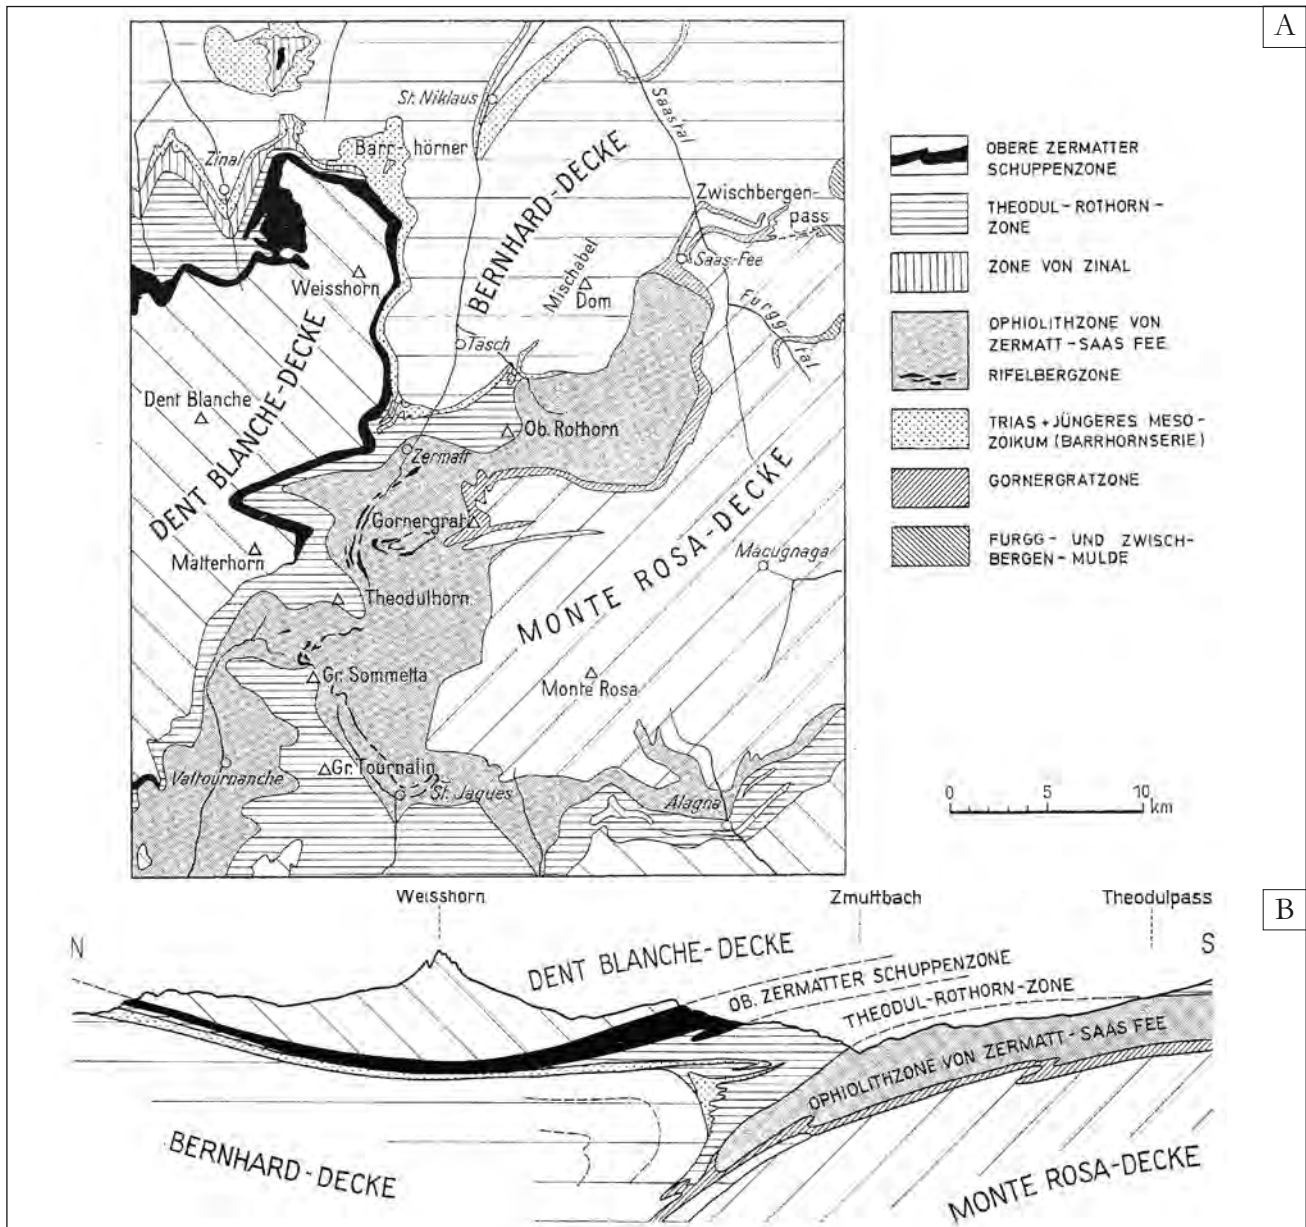 A
St. Niklaus
Saastal
Zinal
Barr-hörner
BERNHARD-DECKE
Zwischbergen-
pass
Saas-Fee
Weisshorn
Mischabel
Dom
Furgg-tal
Täsch
DENT BLANCHE-DECKE
Dent Blanche
Ob. Rothorn
Zermatt
Gornergrat
MONTE ROSA-DECKE
Macugnaga
Matterhorn
Theodulhorn
Gr. Sommetta
Monte Rosa
Valtournanche
Gr. Tournalin
St. Jaques
Alagna
OBERE ZERMATTER
SCHUPPENZONE
THEODUL-ROTHORN-
ZONE
ZONE VON ZINAL
OPHIOLITHZONE VON
ZERMATT-SAAS FEE
RIFELBERGZONE
TRIAS + JÜNGERES MESO-
ZOIKUM (BARRHORNSERIE)
GORNERGRATZONE
FURGG- UND ZWISCH-
BERGEN-MULDE
0 5 10
km
B
Weisshorn
Zmuttbach
Theodulpass
N
S
DENT BLANCHE-DECKE
OB. ZERMATTER SCHUPPENZONE
THEODUL-ROTHORN-ZONE
OPHIOLITHZONE VON ZERMATT-SAAS FEE
BERNHARD-DECKE
MONTE ROSA-DECKE